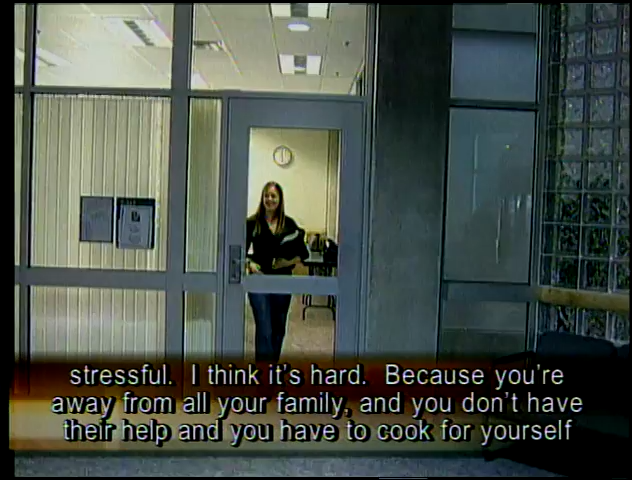 stressful.  I think it's hard.  Because you're
away from all your family, and you don't have
their help and you have to cook for yourself